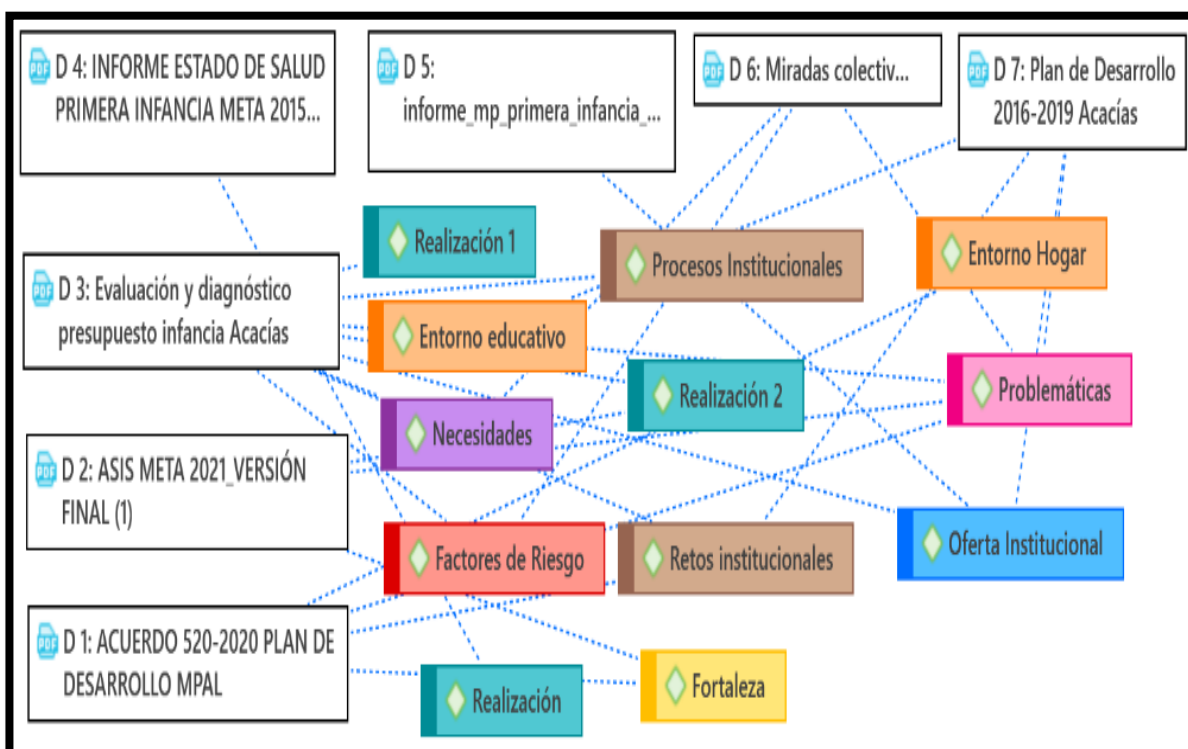 D 4: INFORME ESTADO DE SALUD
PRIMERA INFANCIA META 2015...
D 5:
informe_mp_primera_infancia_...
D 6: Miradas colectiv...
D 7: Plan de Desarrollo
2016-2019 Acacías
Realización 1
Procesos Institucionales
Entorno Hogar
D 3: Evaluación y diagnóstico
presupuesto infancia Acacías
Entorno educativo
Realización 2
Problemáticas
Necesidades
D 2: ASIS META 2021_VERSIÓN
FINAL (1)
Factores de Riesgo
Retos institucionales
Oferta Institucional
D 1: ACUERDO 520-2020 PLAN DE
DESARROLLO MPAL
Realización
Fortaleza